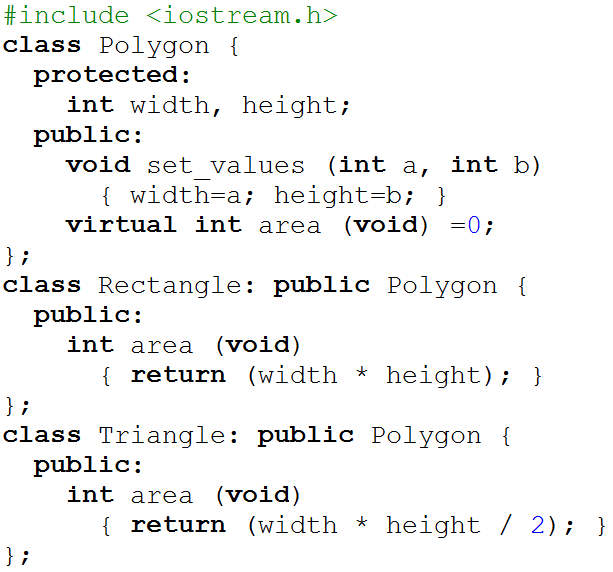 #include <iostream.h>
class Polygon {
  protected:
    int width, height;
  public:
    void set_values (int a, int b)
      { width=a; height=b; }
    virtual int area (void) =0;
};
class Rectangle: public Polygon {
  public:
    int area (void)
      { return (width * height); }
};
class Triangle: public Polygon {
  public:
    int area (void)
      { return (width * height / 2); }
};